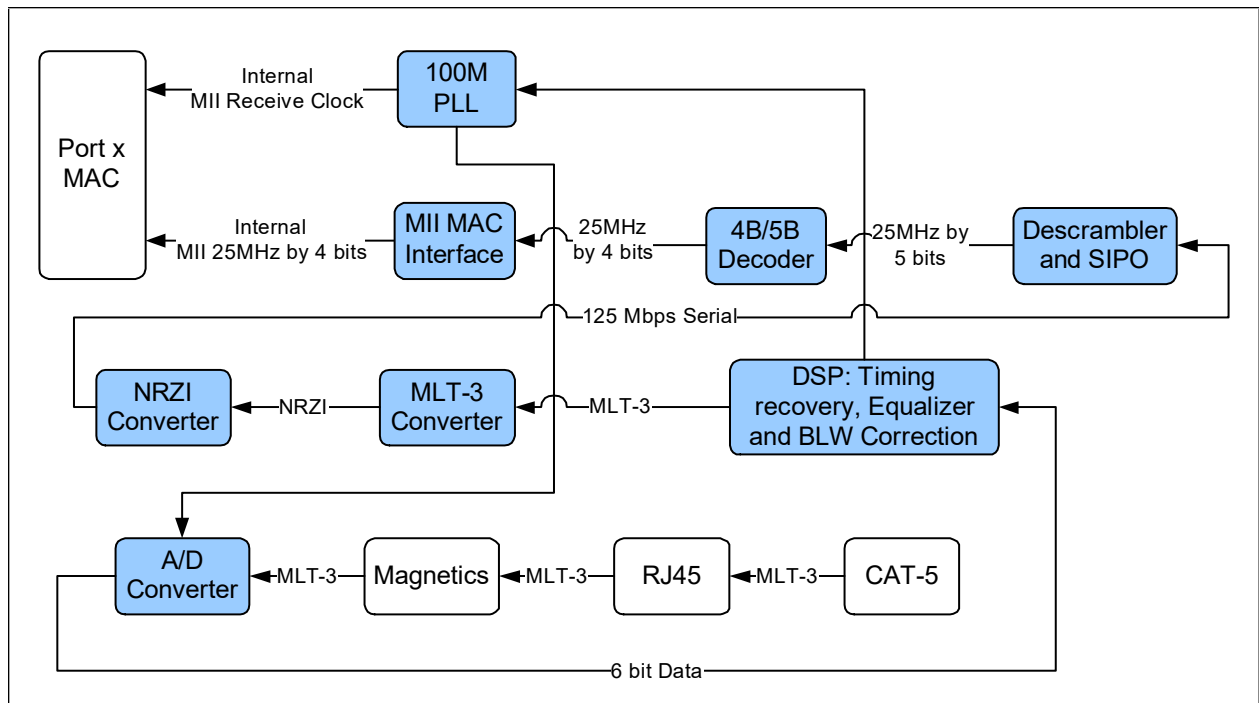 Internal
MII Receive Clock
100M
PLL
Port x
MAC
Internal
MII 25MHz by 4 bits
MII MAC
Interface
25MHz
by 4 bits
4B/5B
Decoder
25MHz by
5 bits
Descrambler
and SIPO
125 Mbps Serial
NRZI
Converter
NRZI
MLT-3
Converter
MLT-3
DSP: Timing
recovery, Equalizer
and BLW Correction
A/D
Converter
MLT-3
Magnetics
MLT-3
RJ45
MLT-3
CAT-5
6 bit Data